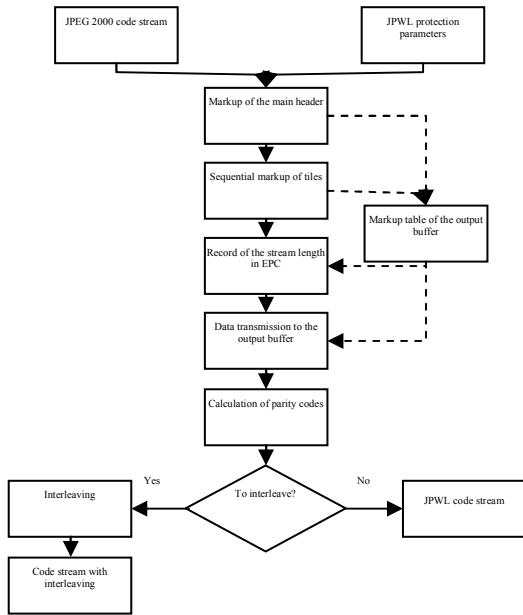 JPEG 2000 code stream
JPWL protection
parameters
Markup of the main header
Sequential markup of tiles
Markup table of the output
buffer
Record of the stream length
in EPC
Data transmission to the
output buffer
Calculation of parity codes
To interleave?
Yes
No
Interleaving
JPWL code stream
Code stream with
interleaving